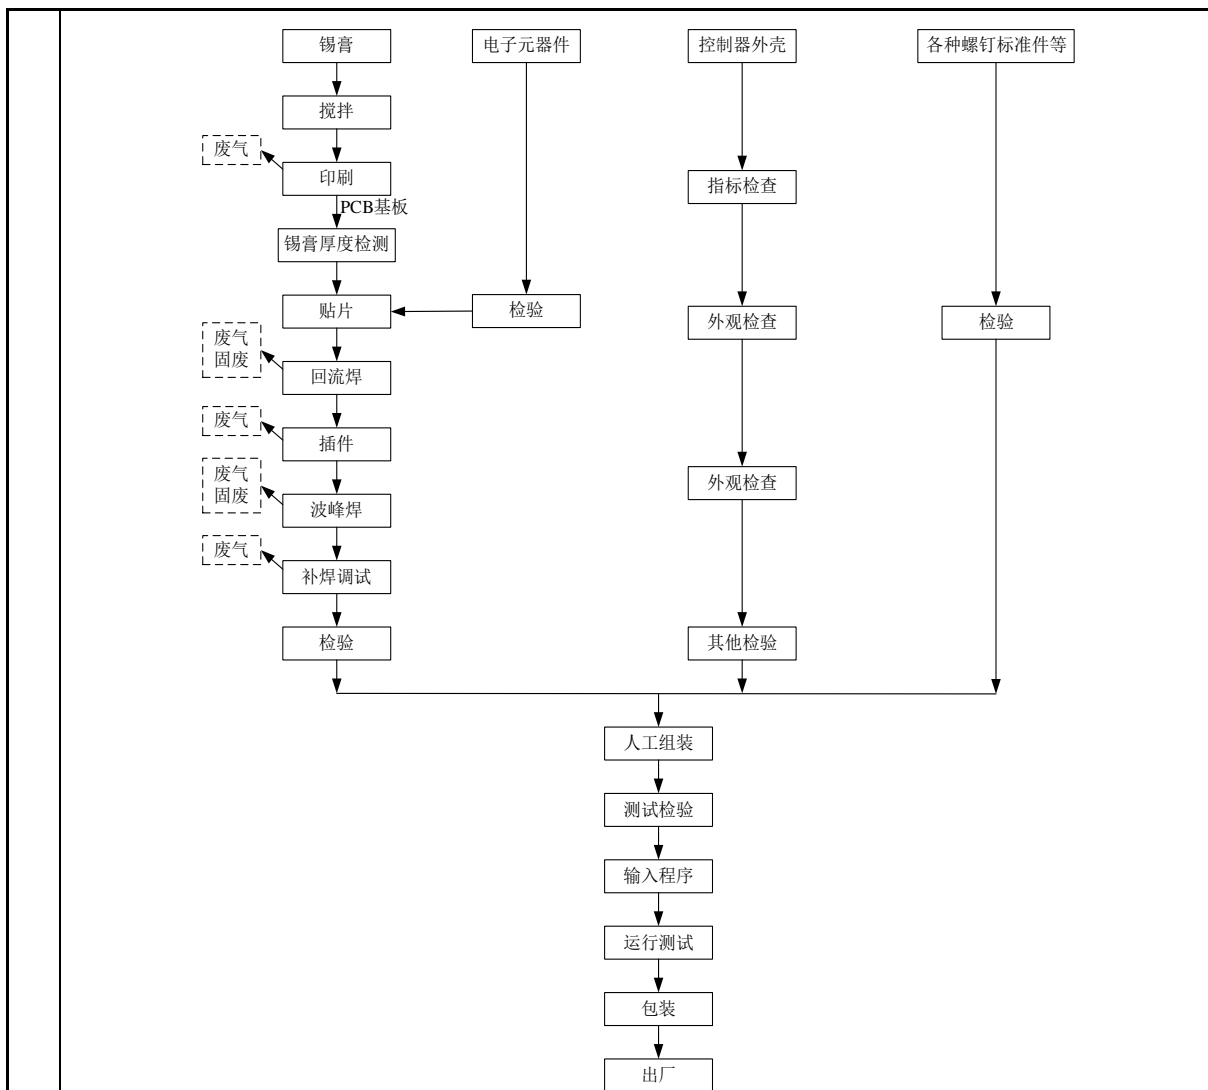 锡膏
电子元器件
控制器外壳
各种螺钉标准件等
搅拌
废气
印刷
指标检查
PCB基板
锡膏厚度检测
贴片
检验
外观检查
检验
废气
固废
回流焊
废气
插件
废气
固废
波峰焊
外观检查
废气
补焊调试
检验
其他检验
人工组装
测试检验
输入程序
运行测试
包装
出厂